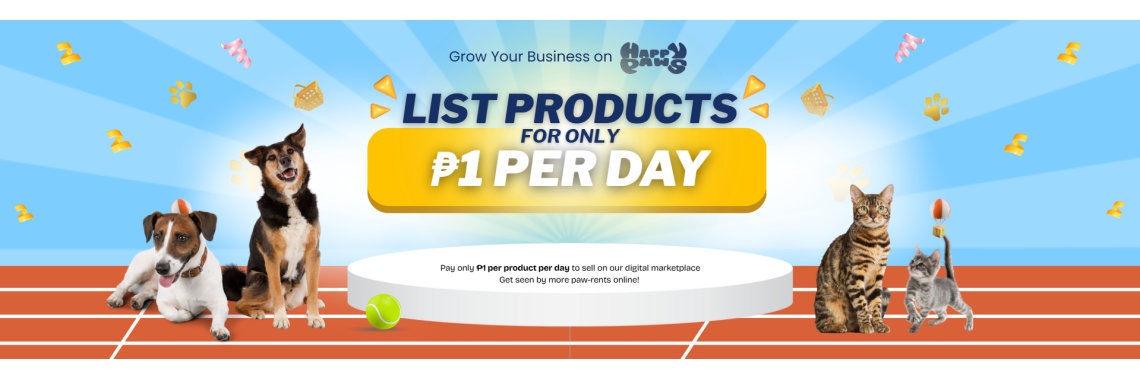 Grow Your Business on HAPPY PAWS
LIST PRODUCTS
FOR ONLY
₱1 PER DAY
Pay only ₱1 per product per day to sell on our digital marketplace
Get seen by more paw-rents online!